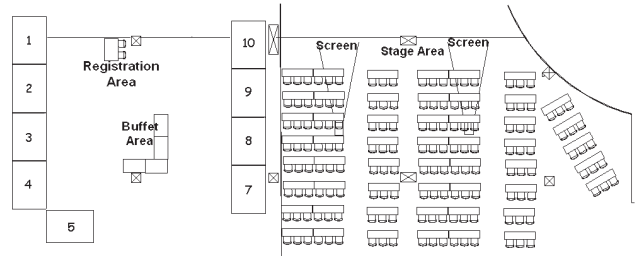 1
10
Screen
Stage Area
Screen
Registration
Area
2
9
Buffet
Area
3
8
4
7
5